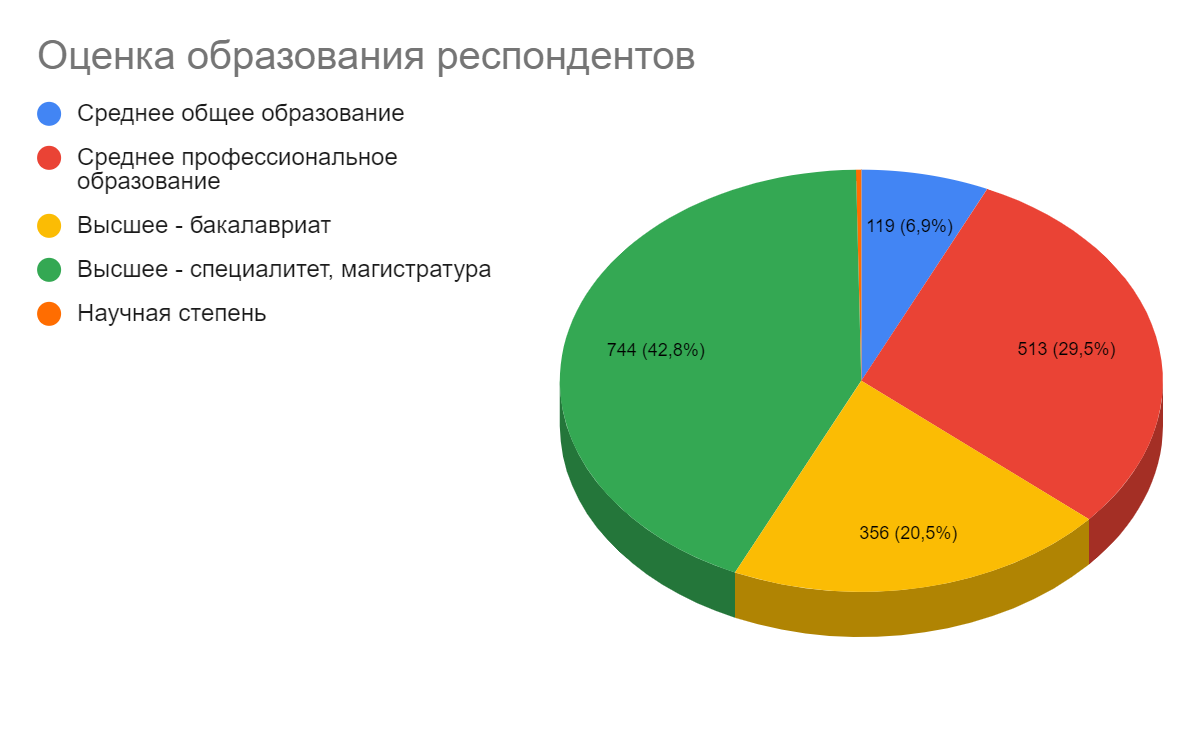 Оценка образования респондентов
Среднее общее образование
Среднее профессиональное
образование
Высшее - бакалавриат
Высшее - специалитет, магистратура
Научная степень
119 (6,9%)
744 (42,8%)
513 (29,5%)
356 (20,5%)